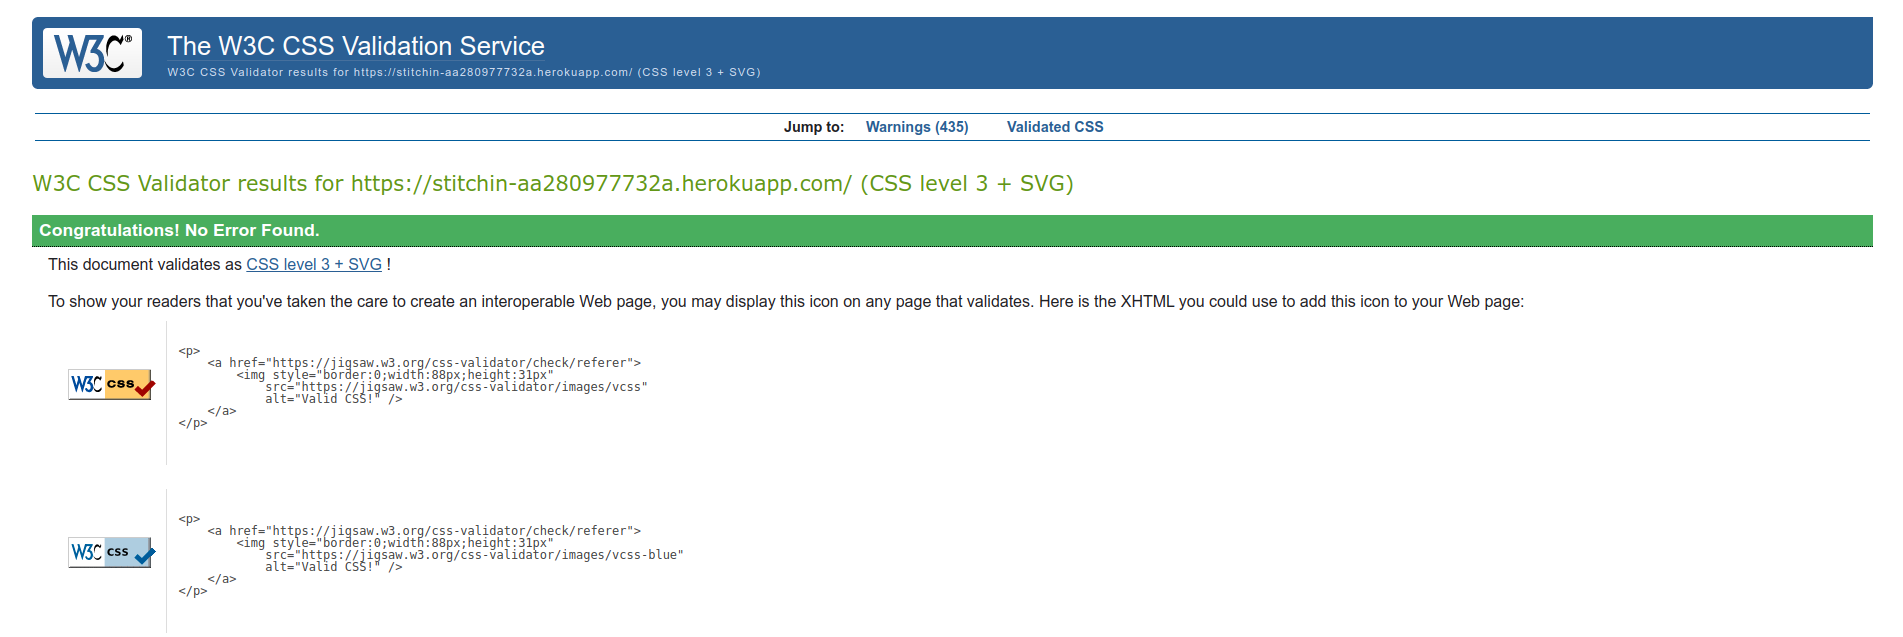 W3C®
The W3C CSS Validation Service
W3C CSS Validator results for https://stitchin-aa280977732a.herokuapp.com/ (CSS level 3 + SVG)
Jump to: Warnings (435) Validated CSS
W3C CSS Validator results for https://stitchin-aa280977732a.herokuapp.com/ (CSS level 3 + SVG)
Congratulations! No Error Found.
This document validates as CSS level 3 + SVG !
To show your readers that you've taken the care to create an interoperable Web page, you may display this icon on any page that validates. Here is the XHTML you could use to add this icon to your Web page:
W3C css
<p>
<a href="https://jigsaw.w3.org/css-validator/check/referer">
<img style="border:0;width:88px;height:31px"
src="https://jigsaw.w3.org/css-validator/images/vcss"
alt="Valid CSS!" />
</a>
</p>
W3C css
<p>
<a href="https://jigsaw.w3.org/css-validator/check/referer">
<img style="border:0;width:88px;height:31px"
src="https://jigsaw.w3.org/css-validator/images/vcss-blue"
alt="Valid CSS!" />
</a>
</p>